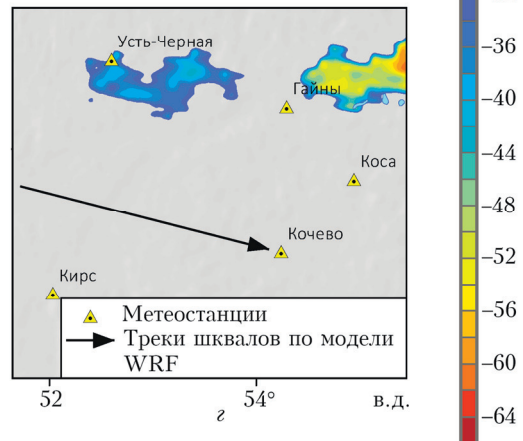 Усть-Черная
Гайны
Коса
Кочево
Кирс
Метеостанции
Треки шквалов по модели
WRF
52
54°
в.д.
г
–36
–40
–44
–48
–52
–56
–60
–64